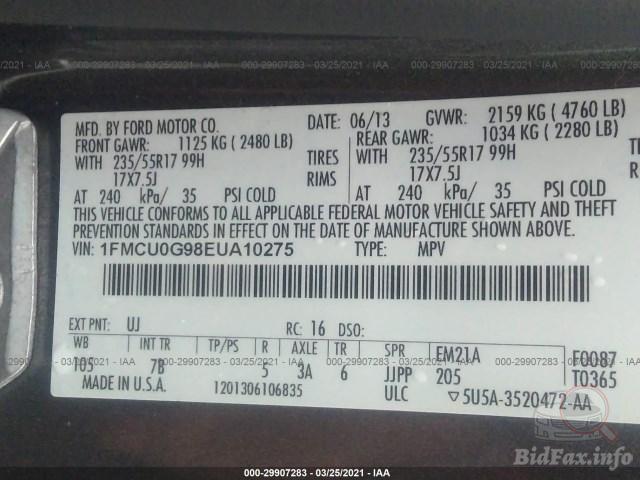 000-29907283 - 03/25/2021 - IAA
MFD. BY FORD MOTOR CO.
DATE: 06/13
GVWR: 2159 KG ( 4760 LB)
FRONT GAWR: 1125 KG ( 2480 LB)
REAR GAWR: 1034 KG ( 2280 LB)
WITH 235/55R17 99H TIRES WITH 235/55R17 99H TIRE
17X7.5J RIMS 17X7.5J RIM
AT 240 kPa/ 35 PSI COLD AT 240 kPa/ 35 PSI COLD
THIS VEHICLE CONFORMS TO ALL APPLICABLE FEDERAL MOTOR VEHICLE SAFETY AND THEFT
PREVENTION STANDARDS IN EFFECT ON THE DATE OF MANUFACTURE SHOWN ABOVE.
VIN: 1FMCU0G98EUA10275 TYPE: MPV
EXT PNT: UJ RC: 16 DSO:
WB INT TR TP/PS R AXLE TR SPR EM21A F0087
105 7B 5 3A 6 JJPP 205 T0365
MADE IN U.S.A. 1201306106835 ULC ▽5U5A-3520472-AA
000-29907283 - 03/25/2021 - IAA
BidFax.info